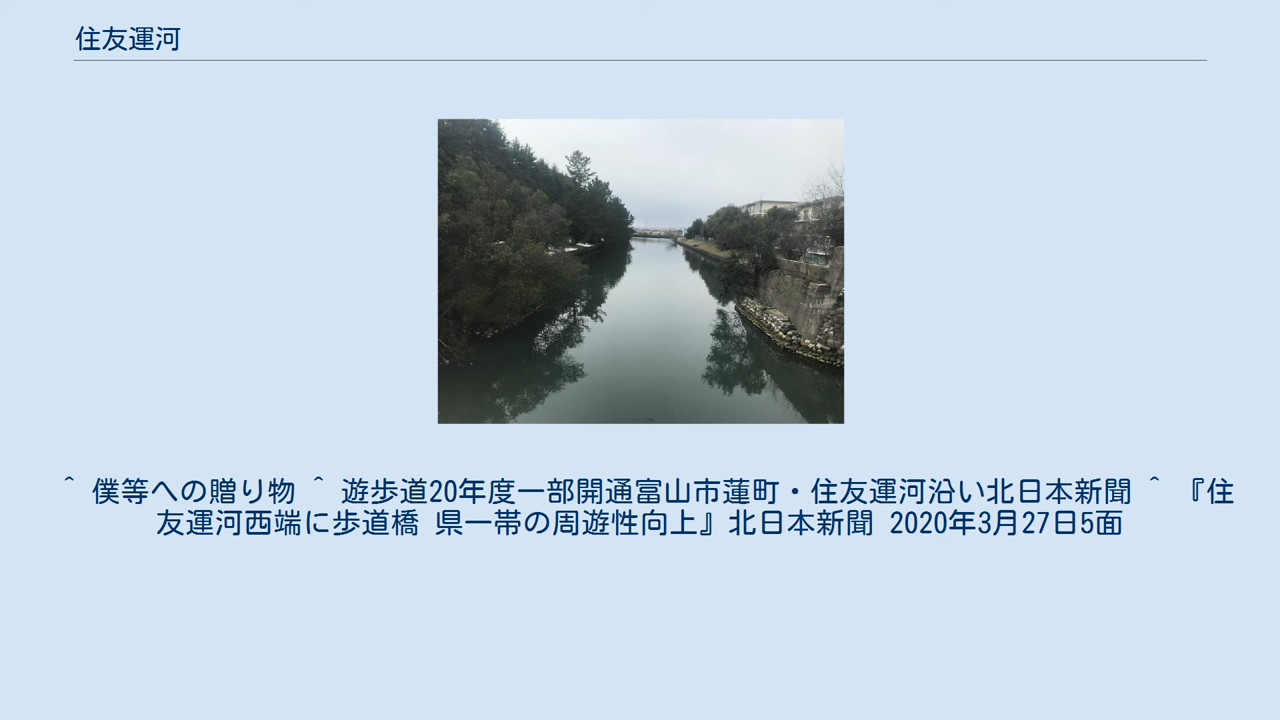 住友運河
^ 僕等への贈り物 ^ 遊歩道20年度一部開通富山市蓮町・住友運河沿い北日本新聞 ^ 『住
友運河西端に歩道橋 県一帯の周遊性向上』北日本新聞 2020年3月27日5面